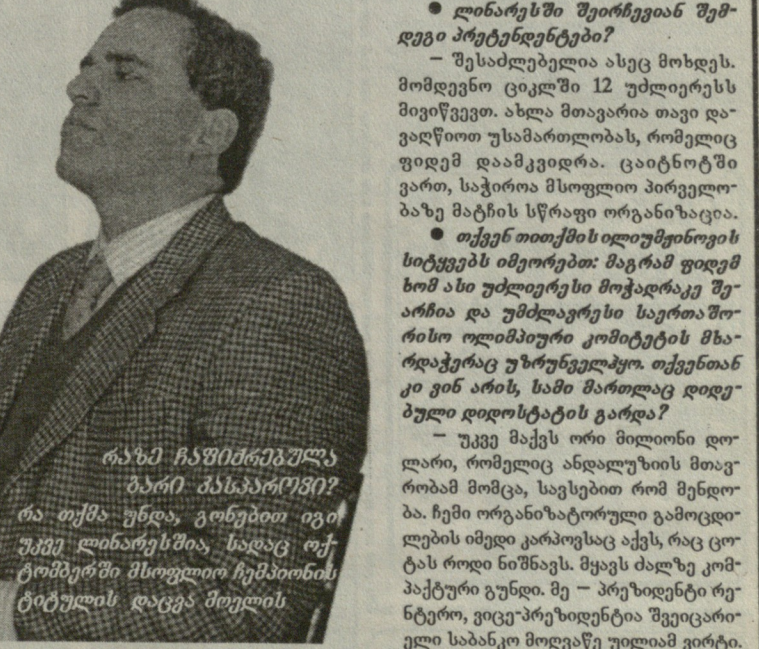 რაზე ჩაფიქრებულა
გარი კასპაროვი?
რა თქმა უნდა, გონებით იგი
უკვე ლინარესშია, სადაც ოქ-
ტომბერში მსოფლიო ჩემპიონის
ტიტულის დაცვა მოელის
● ლინარესში შეირჩევიან შემ-
დეგი პრეტენდენტები?
– შესაძლებელია ასეც მოხდეს.
მომდევნო ციკლში 12 უძლიერესს
მივიწვევთ. ახლა მთავარია თავი და-
ვაღწიოთ უსამართლობას, რომელიც
ფიდემ დაამკვიდრა. ცაიტნოტში
ვართ, საჭიროა მსოფლიო პირველო-
ბაზე მატჩის სწრაფი ორგანიზაცია.
● თქვენ თითქმის ილიუმჟინოვის
სიტყვებს იმეორებთ: მაგრამ ფიდემ
ხომ ასი უძლიერესი მოჭადრაკე შე-
არჩია და უმძლავრესი საერთაშო-
რისო ოლიმპიური კომიტეტის მხა-
რდაჭერაც უზრუნველჰყო. თქვენთან
კი ვინ არის, სამი მართლაც დიდე-
ბული დიდოსტატის გარდა?
– უკვე მაქვს ორი მილიონი დო-
ლარი, რომელიც ანდალუზიის მთავ-
რობამ მომცა, სავსებით რომ მენდო-
ბა. ჩემი ორგანიზატორული გამოცდი-
ლების იმედი კარპოვსაც აქვს, რაც ცო-
ტას როდი ნიშნავს. მყავს ძალზე კომ-
პაქტური გუნდი. მე – პრეზიდენტი რე-
ნტერო, ვიცე-პრეზიდენტია შვეიცარი-
ელი საბანკო მოღვაწე უილიამ ვირტი.